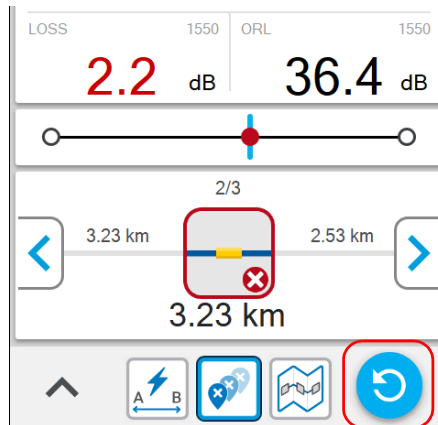 LOSS 1550 ORL 1550
2.2 dB 36.4 dB
2/3
3.23 km 2.53 km
3.23 km
A B